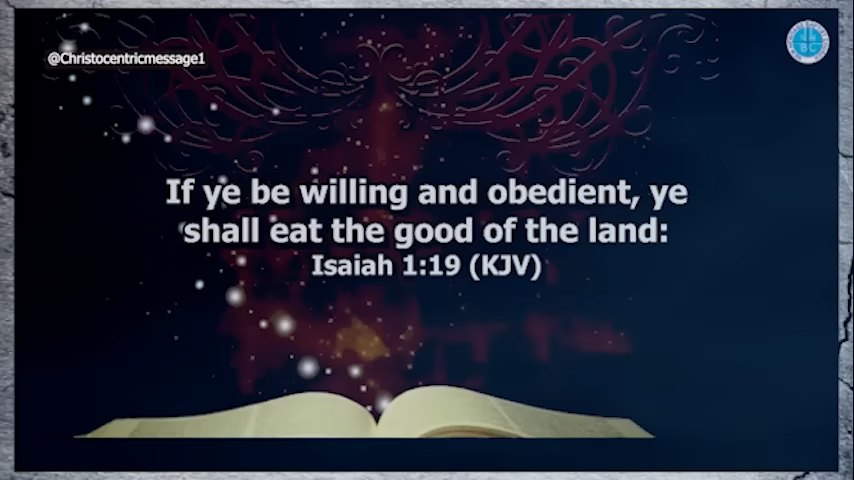 @Christocentricmessage1
If ye be willing and obedient, ye
shall eat the good of the land:
Isaiah 1:19 (KJV)